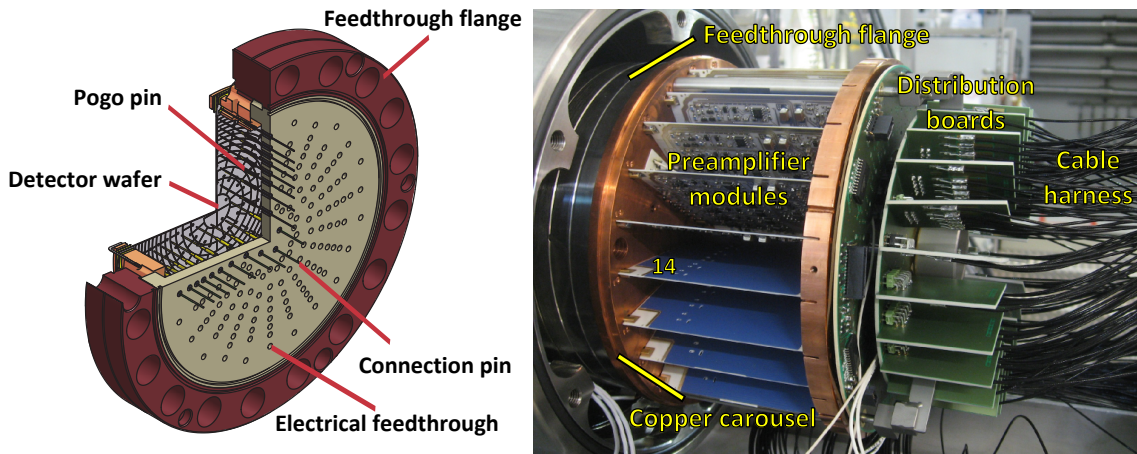 Feedthrough flange
Pogo pin
Detector wafer
Connection pin
Electrical feedthrough
Feedthrough flange
Distribution
boards
Preamplifier
modules
Cable
harness
14
Copper carousel